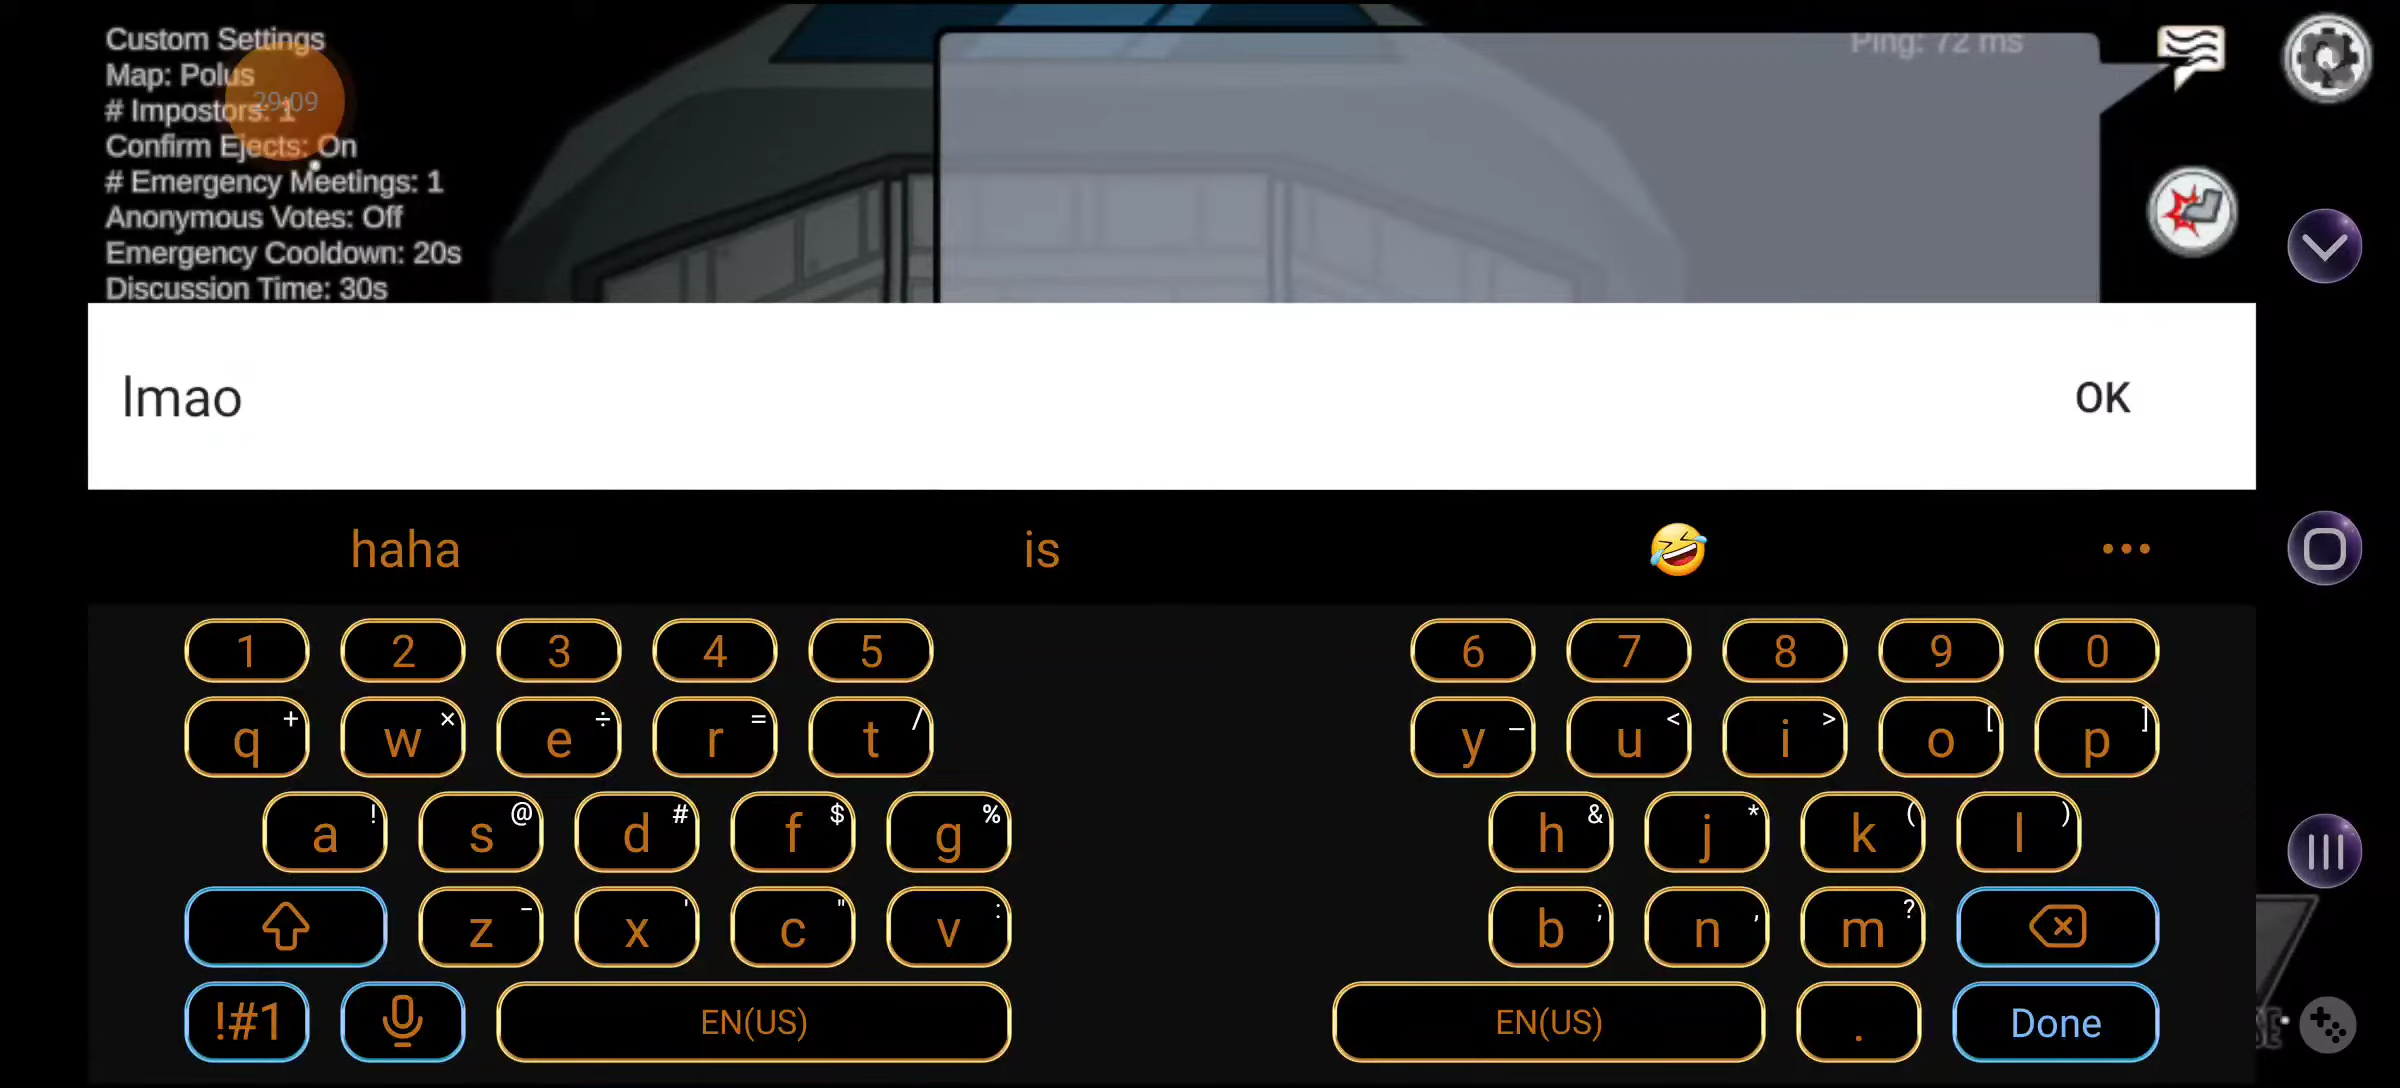 Custom Settings
Map: Polus
# Impostors: 1
29:09
Confirm Ejects: On
# Emergency Meetings: 1
Anonymous Votes: Off
Emergency Cooldown: 20s
Discussion Time: 30s
Ping: 72 ms
lmao
OK
haha is 🤣 •••
1 2 3 4 5 6 7 8 9 0
q + w × e ÷ r = t / y _ u < i > o [ p ]
a ! s @ d # f $ g % h & j * k ( l )
z - x ' c " v : b ; n , m ?
!#1 EN(US) EN(US) . Done